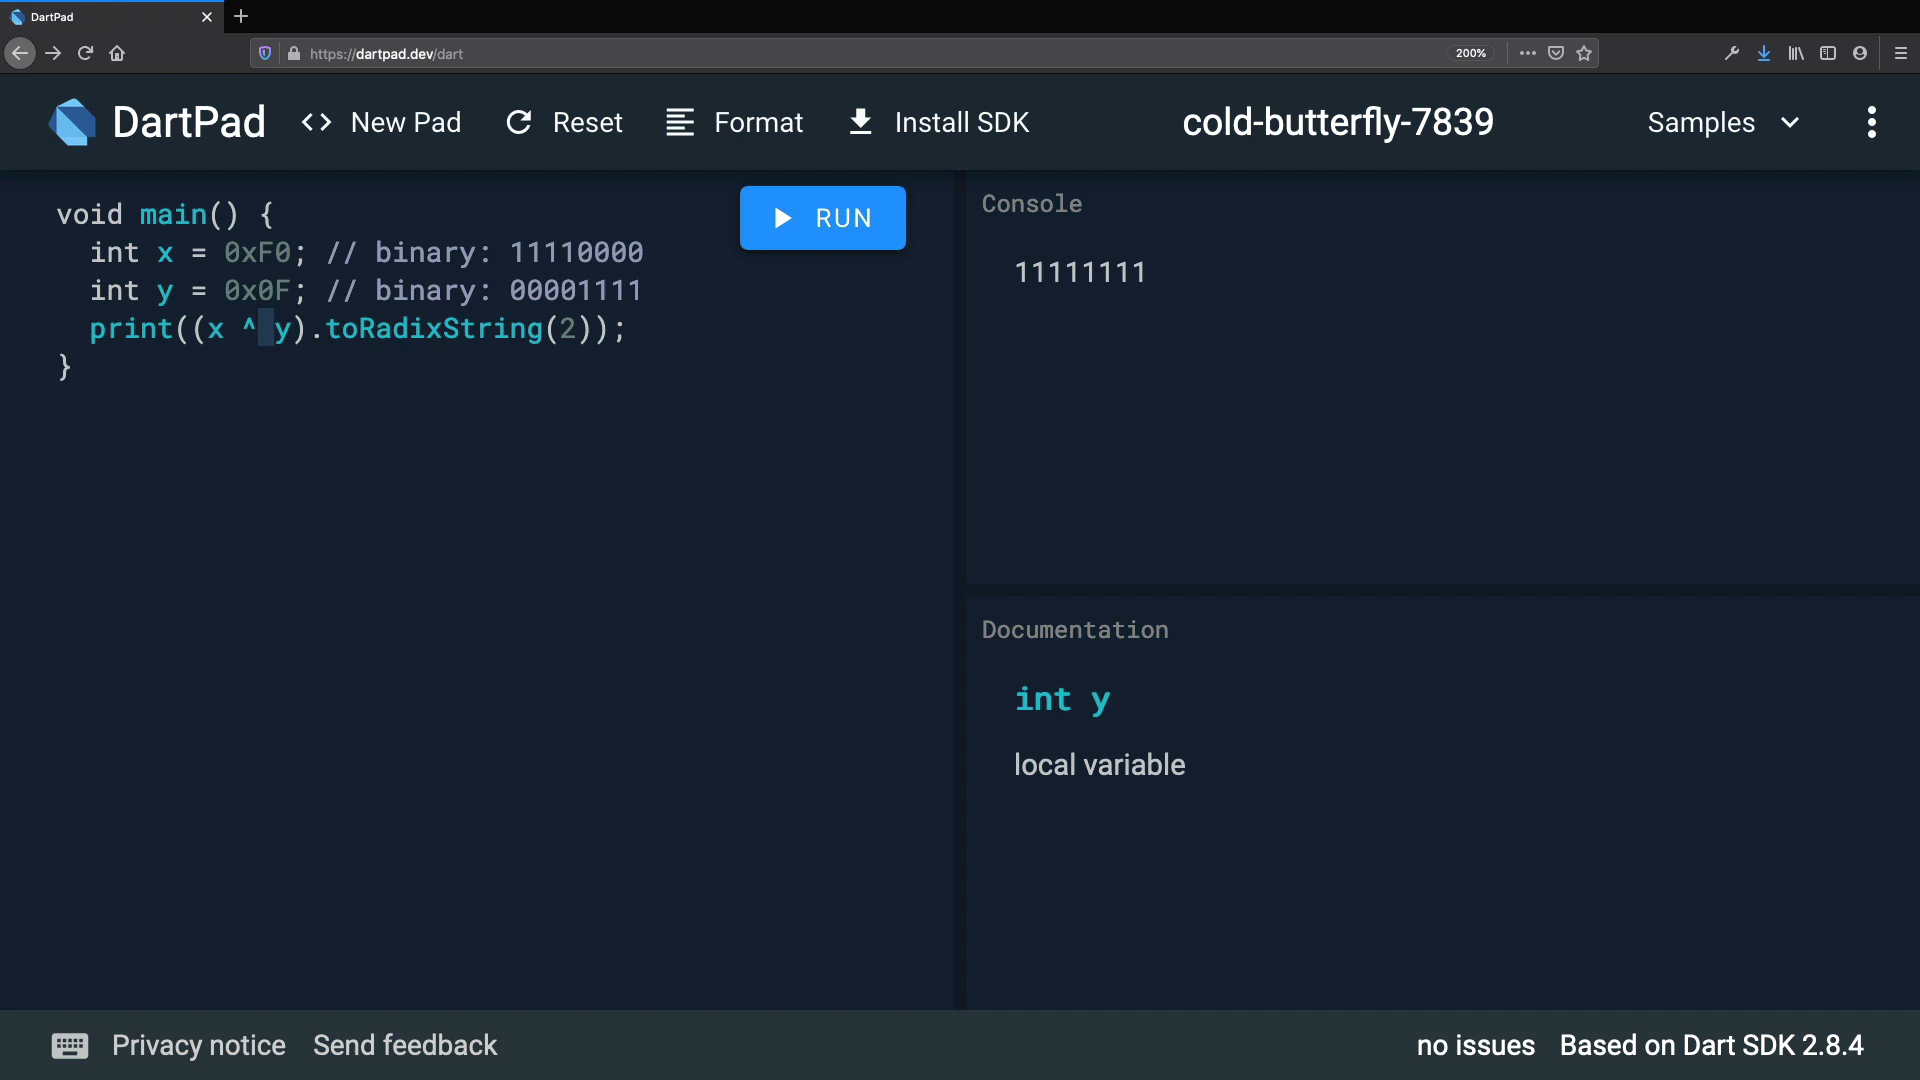 DartPad
https://dartpad.dev/dart
200%
DartPad
New Pad
Reset
Format
Install SDK
cold-butterfly-7839
Samples
void main() {
  int x = 0xF0; // binary: 11110000
  int y = 0x0F; // binary: 00001111
  print((x ^ y).toRadixString(2));
}
RUN
Console
11111111
Documentation
int y
local variable
Privacy notice
Send feedback
no issues
Based on Dart SDK 2.8.4